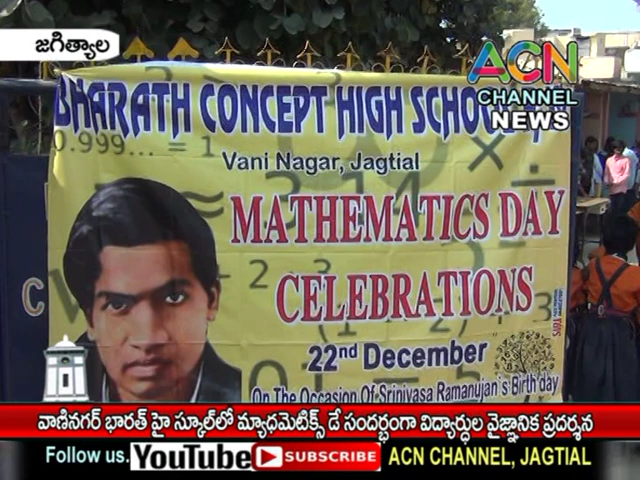 జగిత్యాల
ACN
CHANNEL
NEWS
BHARATH CONCEPT HIGH SCHOOL
0.999... = 1
Vani Nagar, Jagtial
MATHEMATICS DAY
CELEBRATIONS
22nd December
On The Occasion Of Srinivasa Ramanujan's Birth day
వాణినగర్ భారత్ హై స్కూల్‌లో మ్యాథమెటిక్స్ డే సందర్భంగా విద్యార్థుల వైజ్ఞానిక ప్రదర్శన
Follow us. YouTube SUBSCRIBE ACN CHANNEL, JAGTIAL